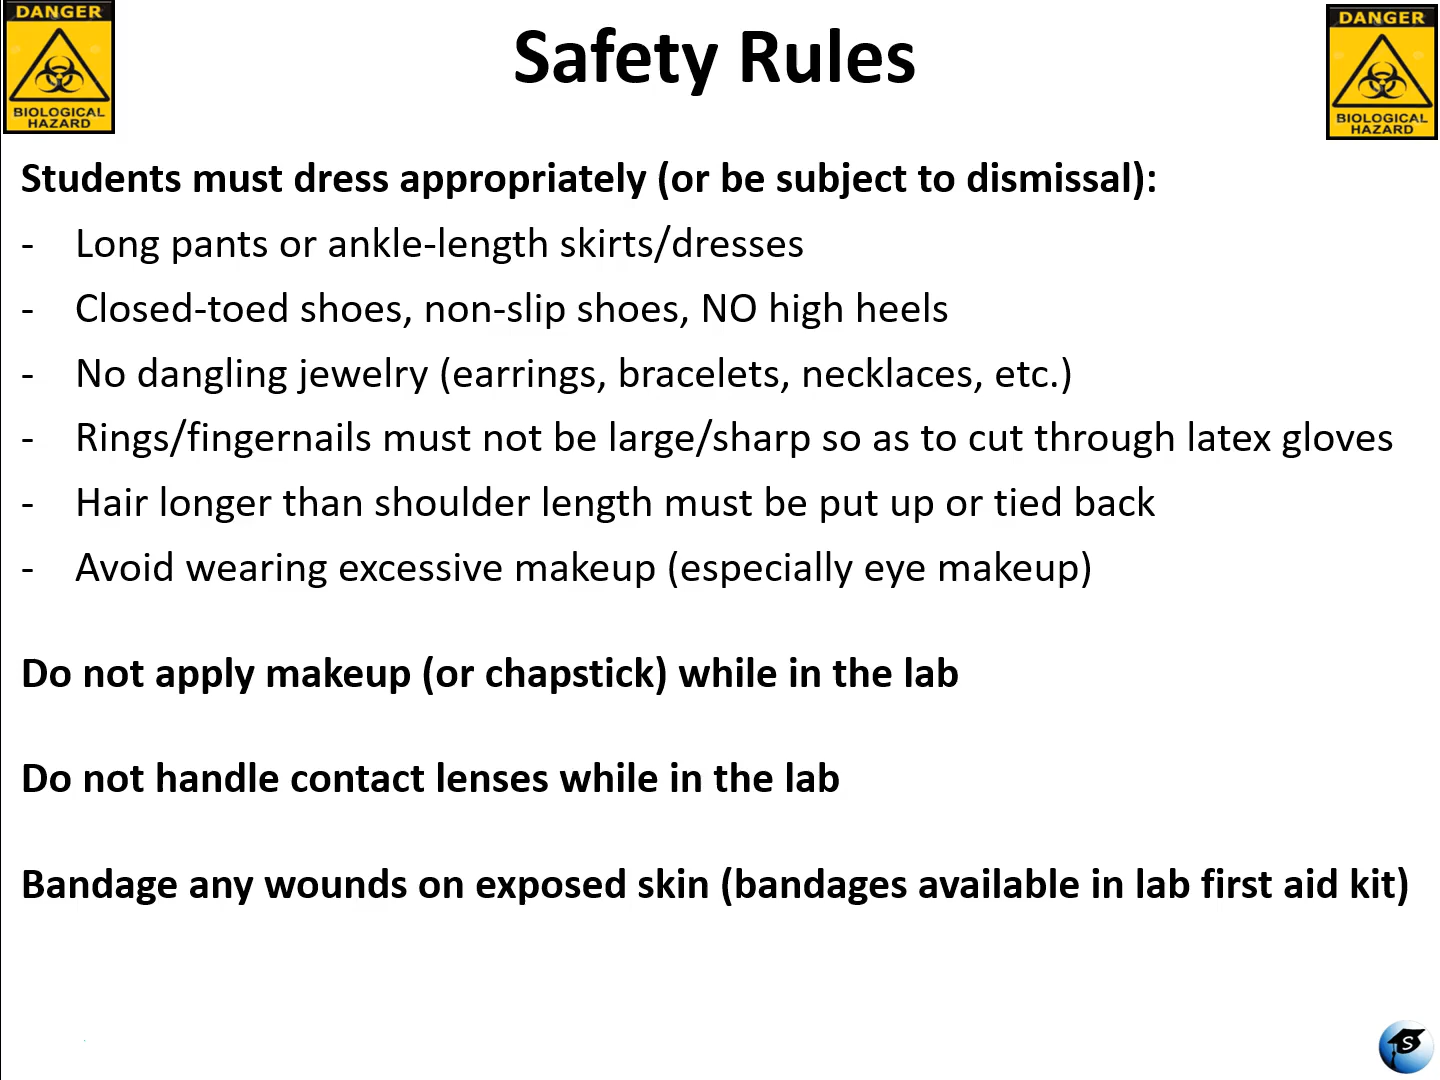 DANGER
BIOLOGICAL
HAZARD
Safety Rules
DANGER
BIOLOGICAL
HAZARD
Students must dress appropriately (or be subject to dismissal):
- Long pants or ankle-length skirts/dresses
- Closed-toed shoes, non-slip shoes, NO high heels
- No dangling jewelry (earrings, bracelets, necklaces, etc.)
- Rings/fingernails must not be large/sharp so as to cut through latex gloves
- Hair longer than shoulder length must be put up or tied back
- Avoid wearing excessive makeup (especially eye makeup)
Do not apply makeup (or chapstick) while in the lab
Do not handle contact lenses while in the lab
Bandage any wounds on exposed skin (bandages available in lab first aid kit)
S